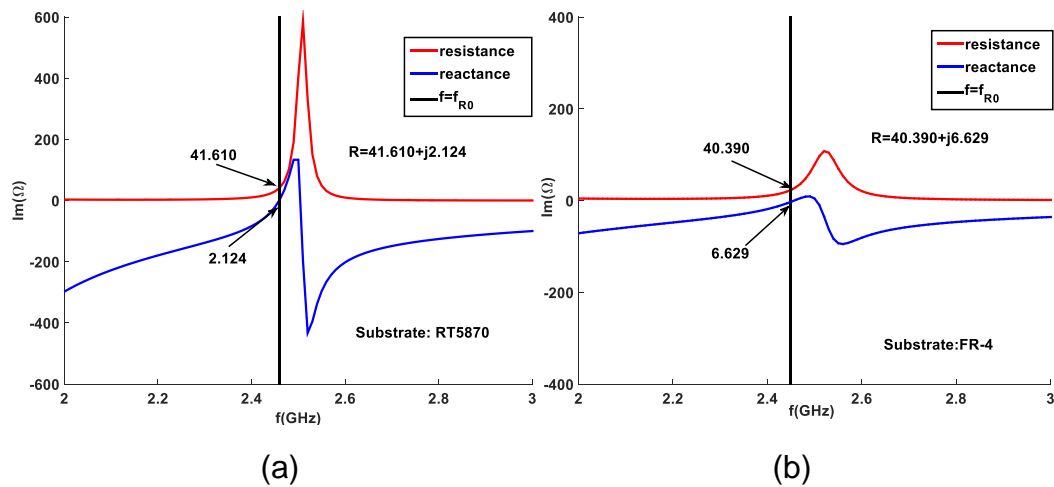 600
400
200
0
-200
-400
-600
Im(Ω)
2
2.2
2.4
2.6
2.8
3
f(GHz)
resistance
reactance
f=f_R0
41.610
R=41.610+j2.124
2.124
Substrate: RT5870
(a)
400
200
0
-200
-400
Im(Ω)
2
2.2
2.4
2.6
2.8
3
f(GHz)
resistance
reactance
f=f_R0
40.390
R=40.390+j6.629
6.629
Substrate:FR-4
(b)